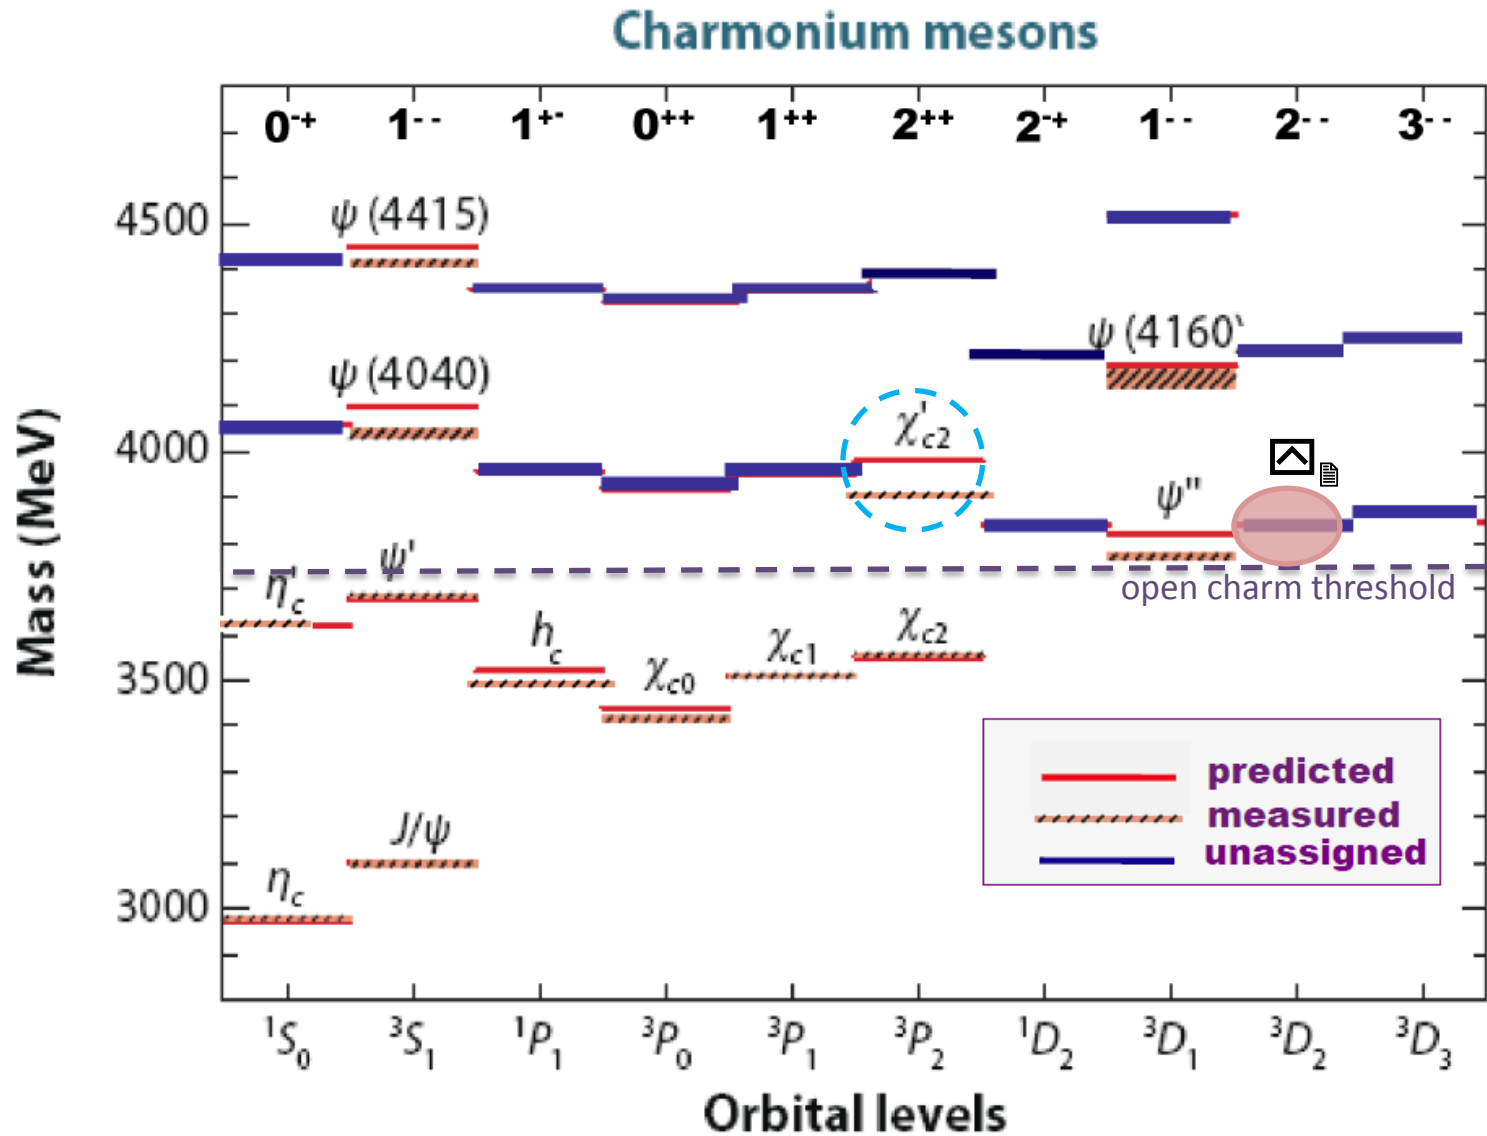 Charmonium mesons
0⁻⁺ 1⁻⁻ 1⁺⁻ 0⁺⁺ 1⁺⁺ 2⁺⁺ 2⁻⁺ 1⁻⁻ 2⁻⁻ 3⁻⁻
4500
ψ (4415)
ψ (4160)
ψ (4040)
4000
χ'c2
ψ"
ψ'
open charm threshold
η'c
hc
χc0
χc1
χc2
3500
predicted
measured
unassigned
J/ψ
ηc
3000
Mass (MeV)
¹S₀ ³S₁ ¹P₁ ³P₀ ³P₁ ³P₂ ¹D₂ ³D₁ ³D₂ ³D₃
Orbital levels